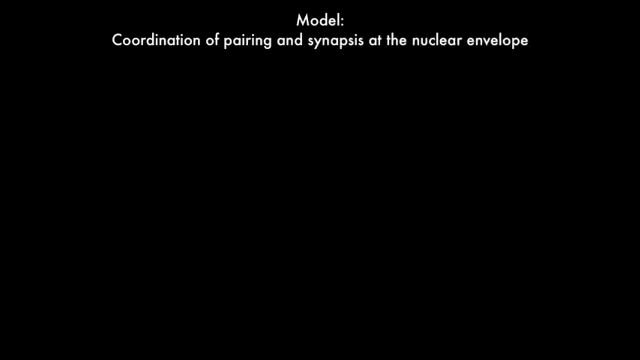 Model:
Coordination of pairing and synapsis at the nuclear envelope